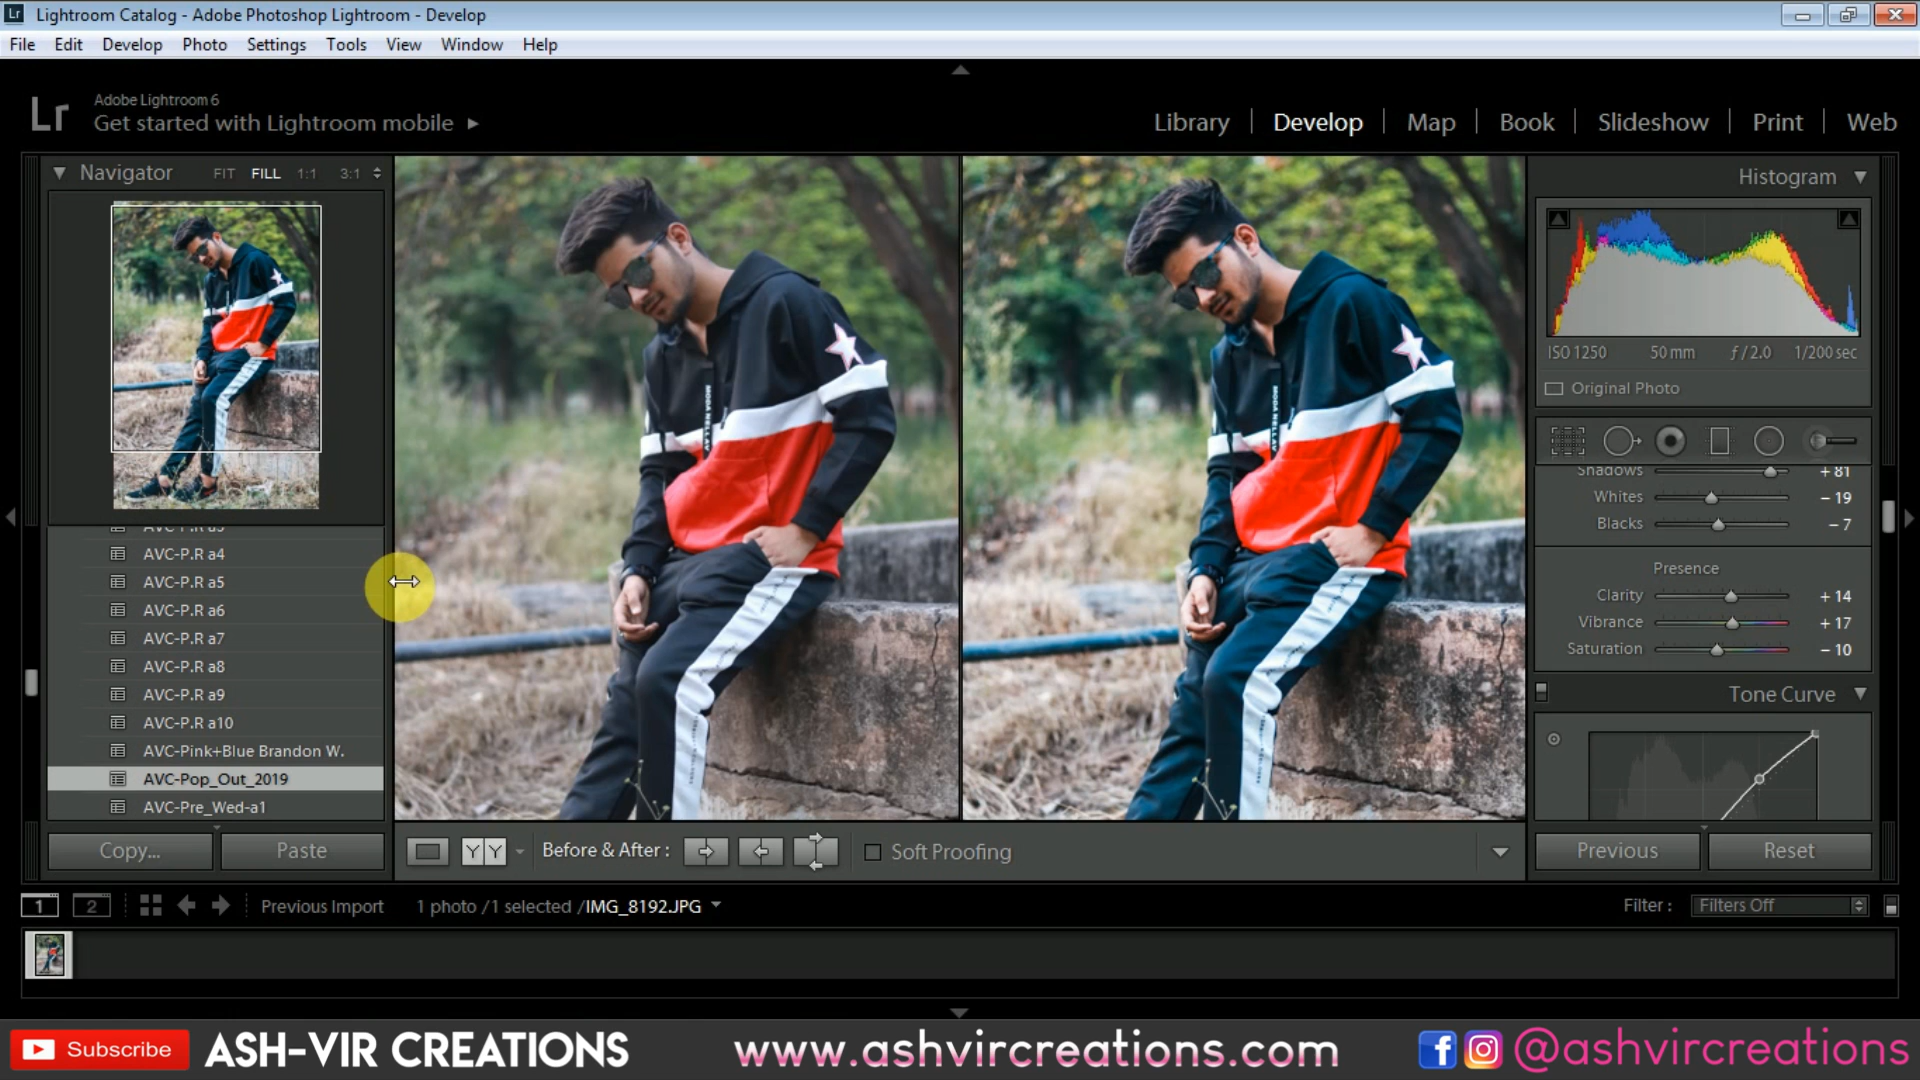 Lr Lightroom Catalog - Adobe Photoshop Lightroom - Develop
File Edit Develop Photo Settings Tools View Window Help
Lr Adobe Lightroom 6
Get started with Lightroom mobile
Library Develop Map Book Slideshow Print Web
Navigator FIT FILL 1:1 3:1
Histogram
ISO 1250 50 mm ƒ / 2.0 1/200 sec
Original Photo
Shadows + 81
Whites - 19
Blacks - 7
Presence
Clarity + 14
Vibrance + 17
Saturation - 10
Tone Curve
AVC-P.R a4
AVC-P.R a5
AVC-P.R a6
AVC-P.R a7
AVC-P.R a8
AVC-P.R a9
AVC-P.R a10
AVC-Pink+Blue Brandon W.
AVC-Pop_Out_2019
AVC-Pre_Wed-a1
Copy... Paste
YY Before & After : Soft Proofing
Previous Reset
1 2 Previous Import 1 photo /1 selected /IMG_8192.JPG
Filter : Filters Off
Subscribe ASH-VIR CREATIONS www.ashvircreations.com @ashvircreations